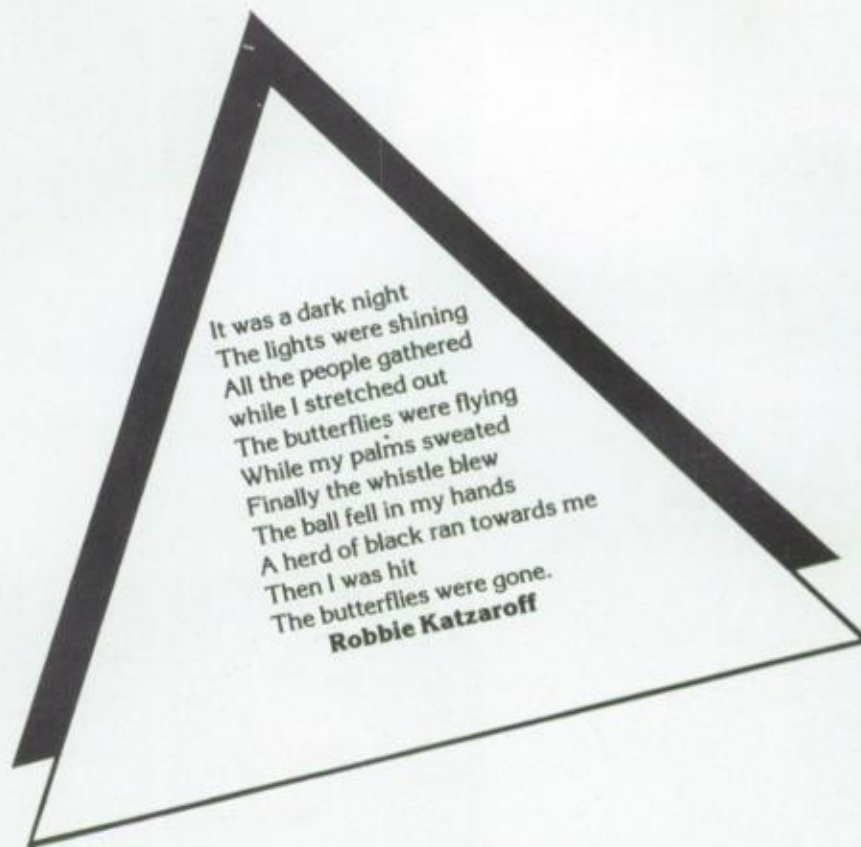 It was a dark night
The lights were shining
All the people gathered
while I stretched out
The butterflies were flying
While my palms sweated
Finally the whistle blew
The ball fell in my hands
A herd of black ran towards me
Then I was hit
The butterflies were gone.
Robbie Katzaroff